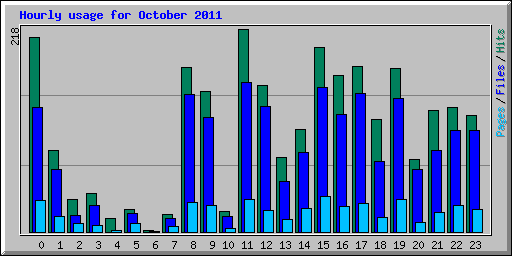 Hourly usage for October 2011
218
Pages/Files/Hits
0 1 2 3 4 5 6 7 8 9 10 11 12 13 14 15 16 17 18 19 20 21 22 23